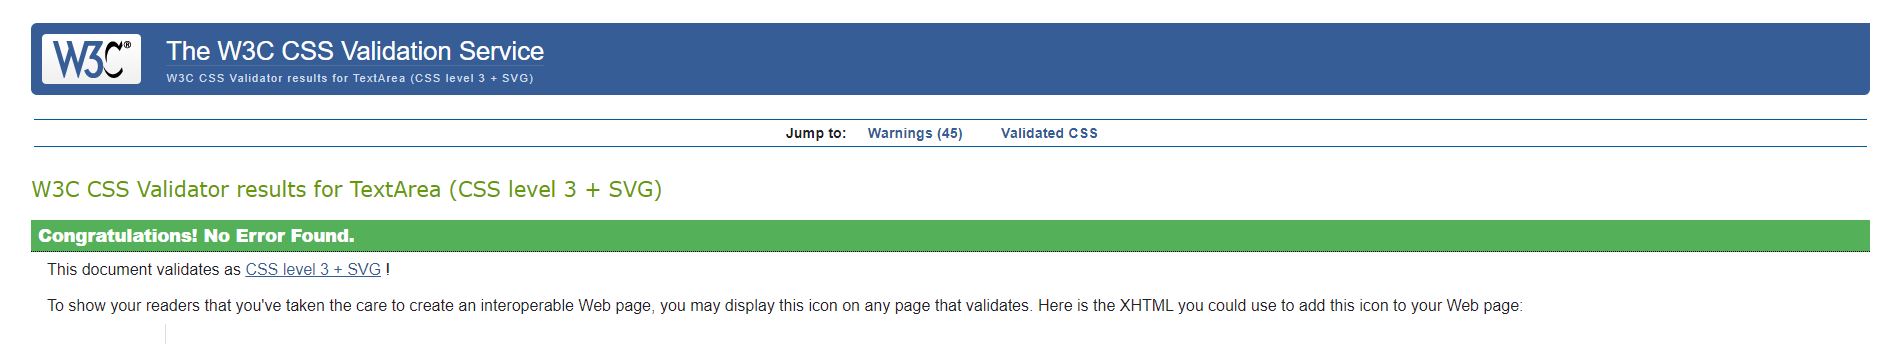 W3C®
The W3C CSS Validation Service
W3C CSS Validator results for TextArea (CSS level 3 + SVG)
Jump to: Warnings (45) Validated CSS
W3C CSS Validator results for TextArea (CSS level 3 + SVG)
Congratulations! No Error Found.
This document validates as CSS level 3 + SVG !
To show your readers that you've taken the care to create an interoperable Web page, you may display this icon on any page that validates. Here is the XHTML you could use to add this icon to your Web page: